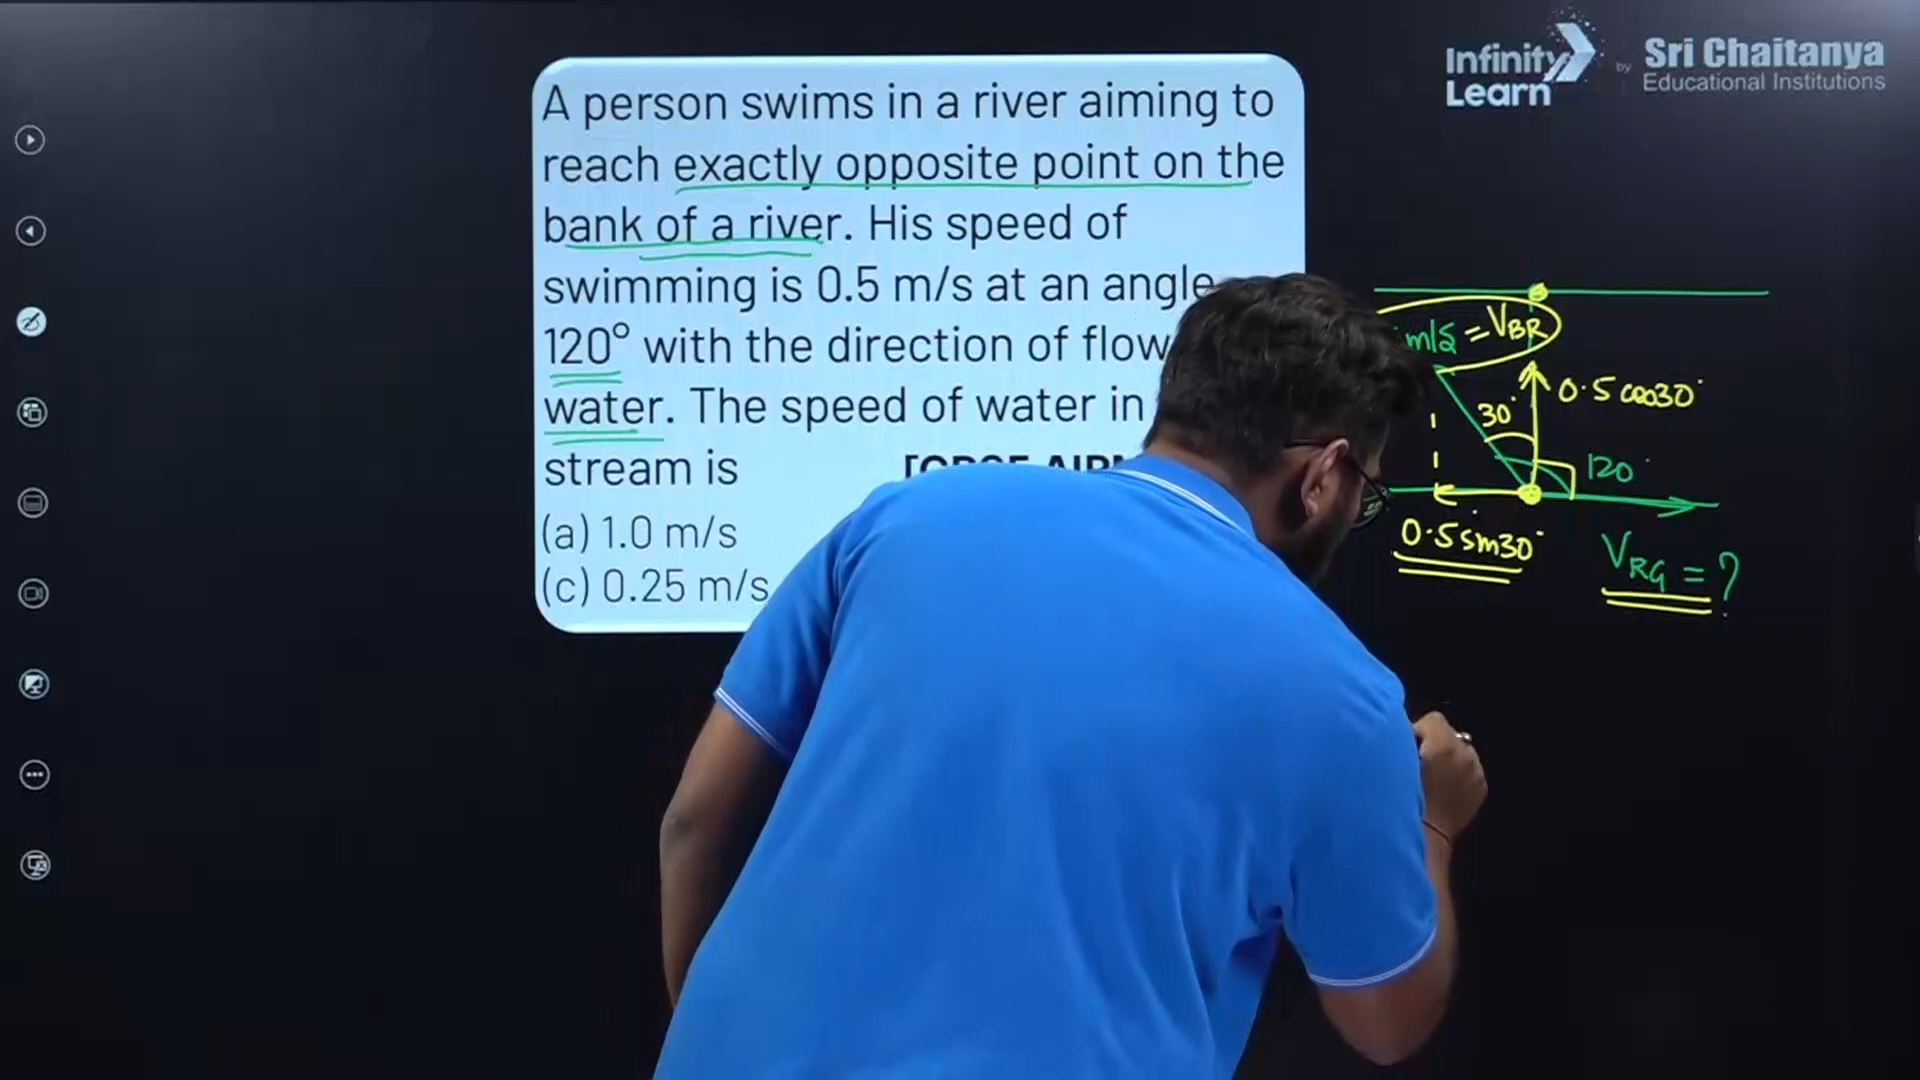 Infinity Learn by Sri Chaitanya Educational Institutions
A person swims in a river aiming to
reach exactly opposite point on the
bank of a river. His speed of
swimming is 0.5 m/s at an angle
120° with the direction of flow
water. The speed of water in
stream is
(a) 1.0 m/s
(c) 0.25 m/s
m/s = VBR
0.5 cos30°
30°
120°
0.5 sin30°
VRG = ?